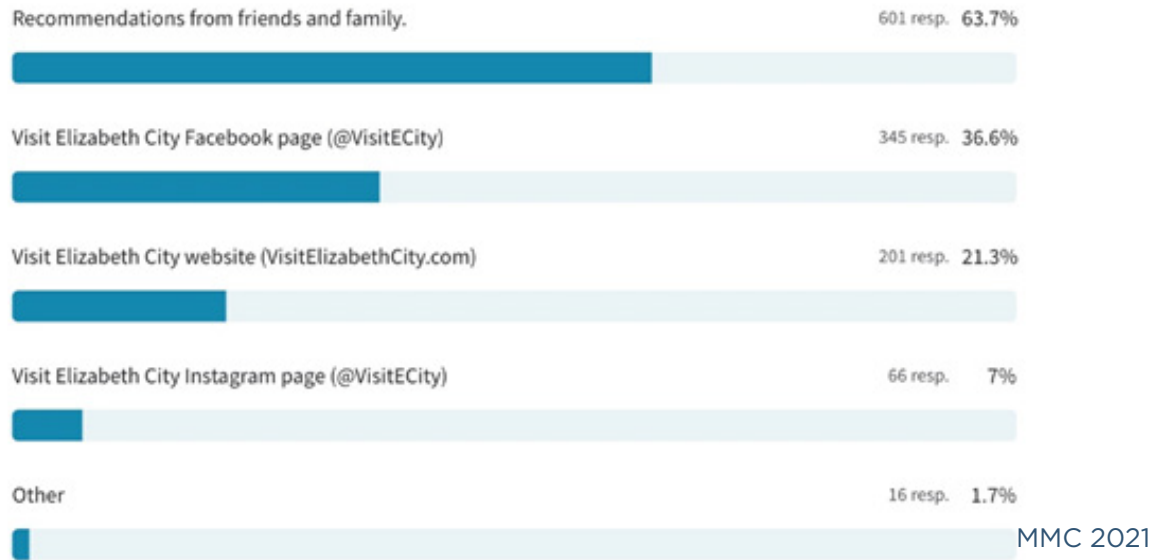 Recommendations from friends and family. 601 resp. 63.7%
Visit Elizabeth City Facebook page (@VisitECity) 345 resp. 36.6%
Visit Elizabeth City website (VisitElizabethCity.com) 201 resp. 21.3%
Visit Elizabeth City Instagram page (@VisitECity) 66 resp. 7%
Other 16 resp. 1.7%
MMC 2021